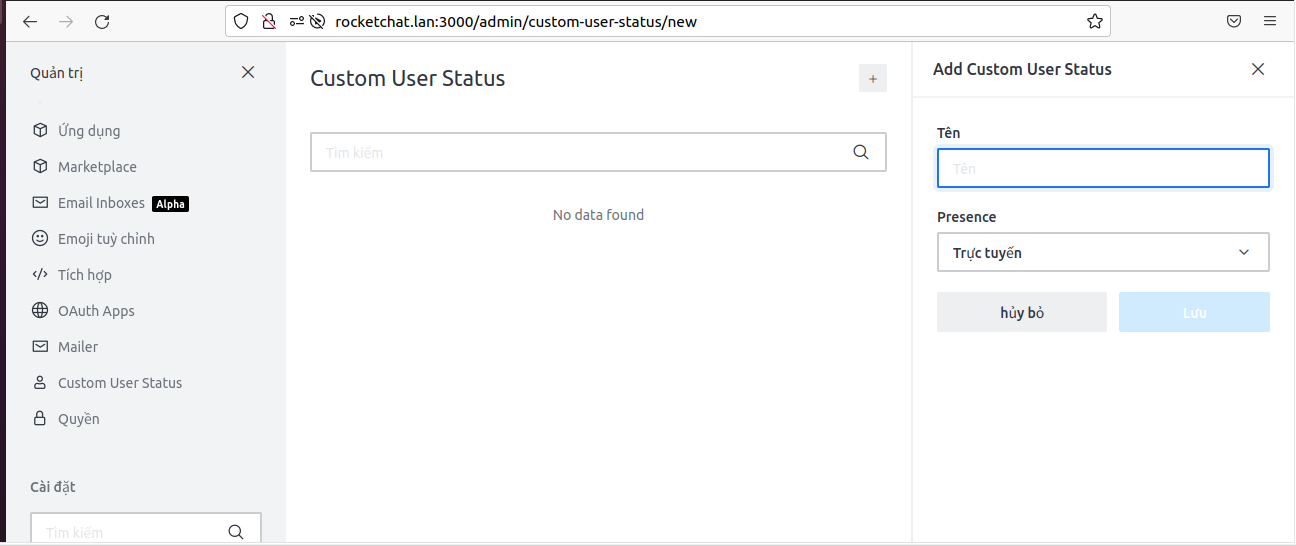 rocketchat.lan:3000/admin/custom-user-status/new
Quản trị
Ứng dụng
Marketplace
Email Inboxes Alpha
Emoji tuỳ chỉnh
Tích hợp
OAuth Apps
Mailer
Custom User Status
Quyền
Cài đặt
Tìm kiếm
Custom User Status
+
Tìm kiếm
No data found
Add Custom User Status
Tên
Tên
Presence
Trực tuyến
hủy bỏ Lưu